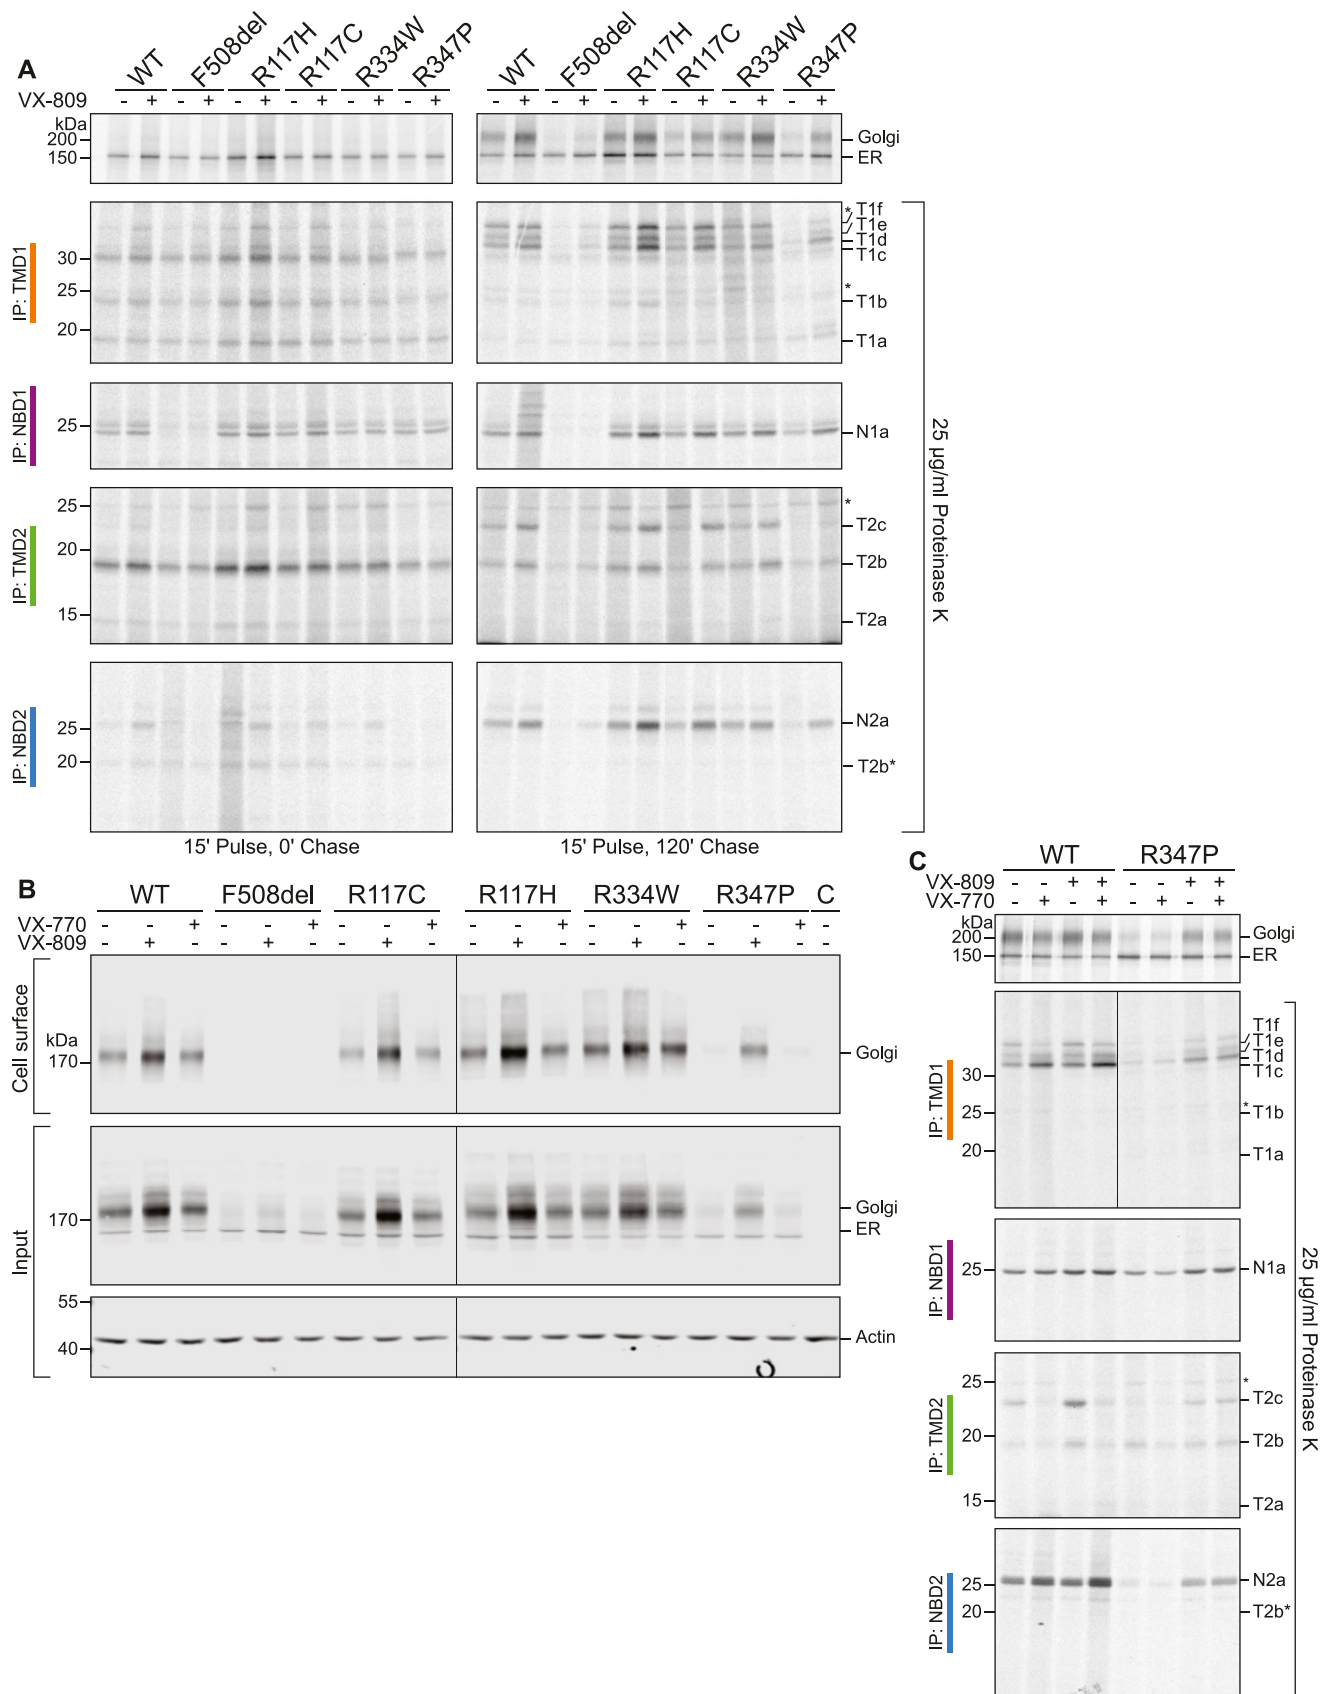 A
WT F508del R117H R117C R334W R347P WT F508del R117H R117C R334W R347P
VX-809 - + - + - + - + - + - + - + - + - + - + - + - +
kDa
200 Golgi
150 ER
IP: TMD1
30
25
20
* T1f
T1e
T1d
T1c
*
T1b
T1a
IP: NBD1
25
N1a
IP: TMD2
25
20
15
*
T2c
T2b
T2a
IP: NBD2
25
20
N2a
T2b*
25 µg/ml Proteinase K
15' Pulse, 0' Chase 15' Pulse, 120' Chase
B
WT F508del R117C R117H R334W R347P C
VX-770 - - + - - + - - + - - + - - + - - + -
VX-809 - + - - + - - + - - + - - + - - + - -
Cell surface
kDa
170 Golgi
Input
170 Golgi
ER
55
40 Actin
C
WT R347P
VX-809 - - + + - - + +
VX-770 - + - + - + - +
kDa
200 Golgi
150 ER
IP: TMD1
30
25
20
T1f
T1e
T1d
T1c
* T1b
T1a
IP: NBD1
25 N1a
IP: TMD2
25
20
15
*
T2c
T2b
T2a
IP: NBD2
25
20
N2a
T2b*
25 µg/ml Proteinase K